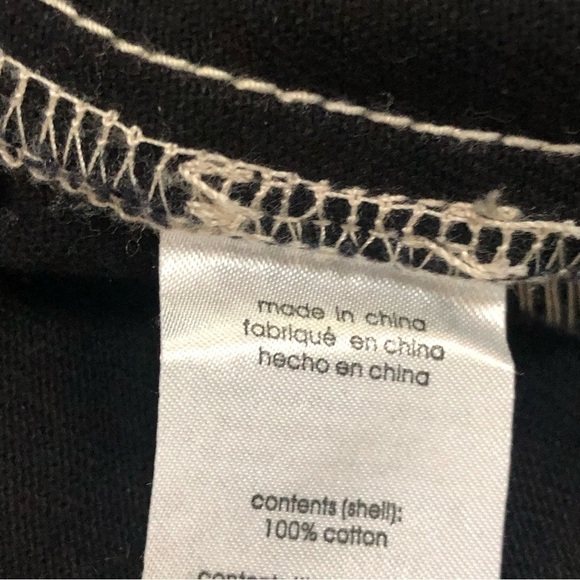 made in china
fabriqué en china
hecho en china
contents (shell):
100% cotton